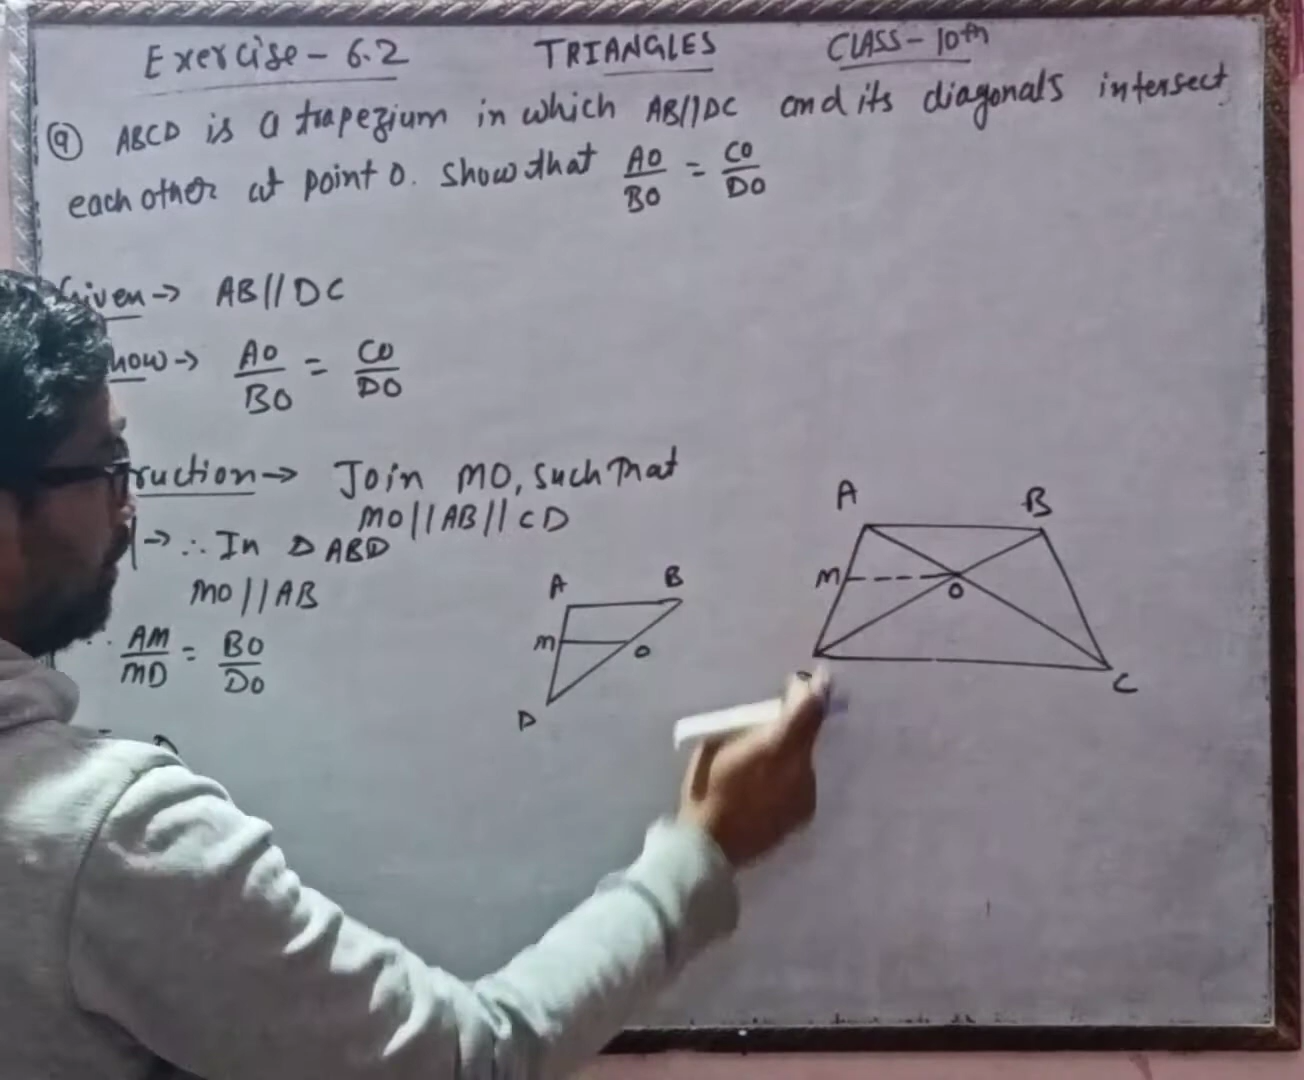 Exercise - 6.2 TRIANGLES CLASS - 10th
9 ABCD is a trapezium in which AB//DC and its diagonals intersect
each other at point O. Show that AO/BO = CO/DO
Given → AB//DC
how → AO/BO = CO/DO
ruction → Join MO, such that
MO//AB//CD
→ ∴ In Δ ABD
MO//AB
AM/MD = BO/DO
A B
M O
D
A B
M O
C